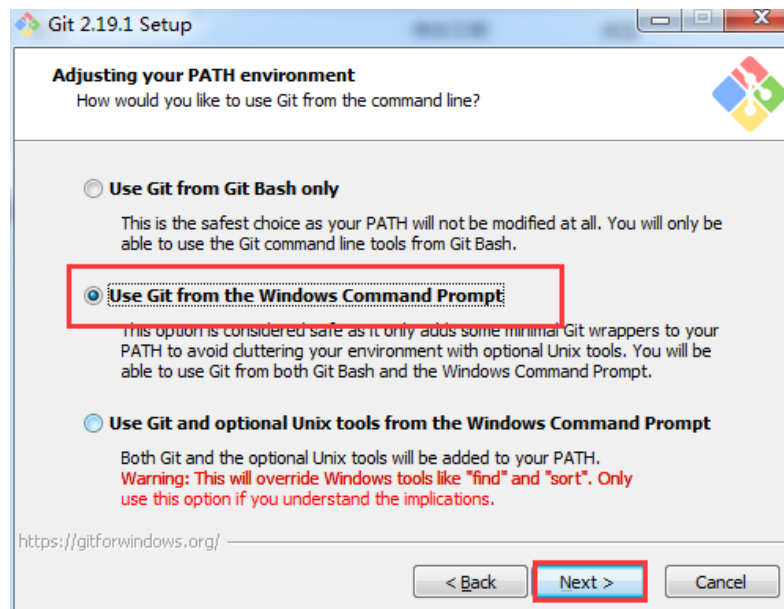 Git 2.19.1 Setup
Adjusting your PATH environment
How would you like to use Git from the command line?
Use Git from Git Bash only
This is the safest choice as your PATH will not be modified at all. You will only be
able to use the Git command line tools from Git Bash.
Use Git from the Windows Command Prompt
This option is considered safe as it only adds some minimal Git wrappers to your
PATH to avoid cluttering your environment with optional Unix tools. You will be
able to use Git from both Git Bash and the Windows Command Prompt.
Use Git and optional Unix tools from the Windows Command Prompt
Both Git and the optional Unix tools will be added to your PATH.
Warning: This will override Windows tools like "find" and "sort". Only
use this option if you understand the implications.
https://gitforwindows.org/
< Back
Next >
Cancel